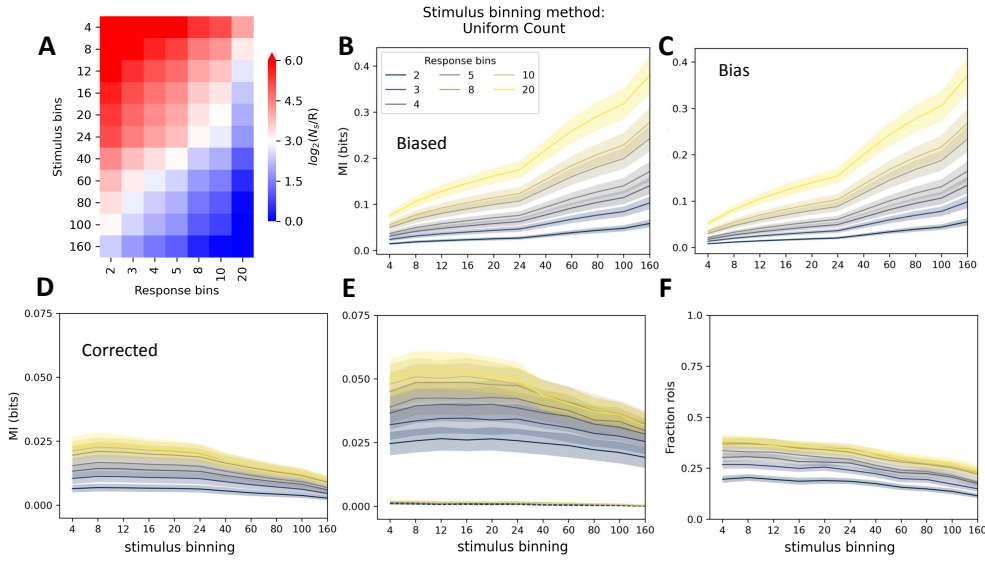 Stimulus binning method:
Uniform Count
A
Stimulus bins
4
8
12
16
20
24
40
60
80
100
160
2 3 4 5 8 10 20
Response bins
6.0
4.5
3.0
1.5
0.0
log2(Ns/R)
B
MI (bits)
0.4
0.3
0.2
0.1
0.0
Response bins
2 5 10
3 8 20
4
Biased
4 8 12 16 20 24 40 60 80 100 160
C
Bias
0.4
0.3
0.2
0.1
0.0
4 8 12 16 20 24 40 60 80 100 160
D
MI (bits)
0.075
0.050
0.025
0.000
Corrected
4 8 12 16 20 24 40 60 80 100 160
stimulus binning
E
0.075
0.050
0.025
0.000
4 8 12 16 20 24 40 60 80 100 160
stimulus binning
F
Fraction rois
1.0
0.75
0.5
0.25
0.0
4 8 12 16 20 24 40 60 80 100 160
stimulus binning